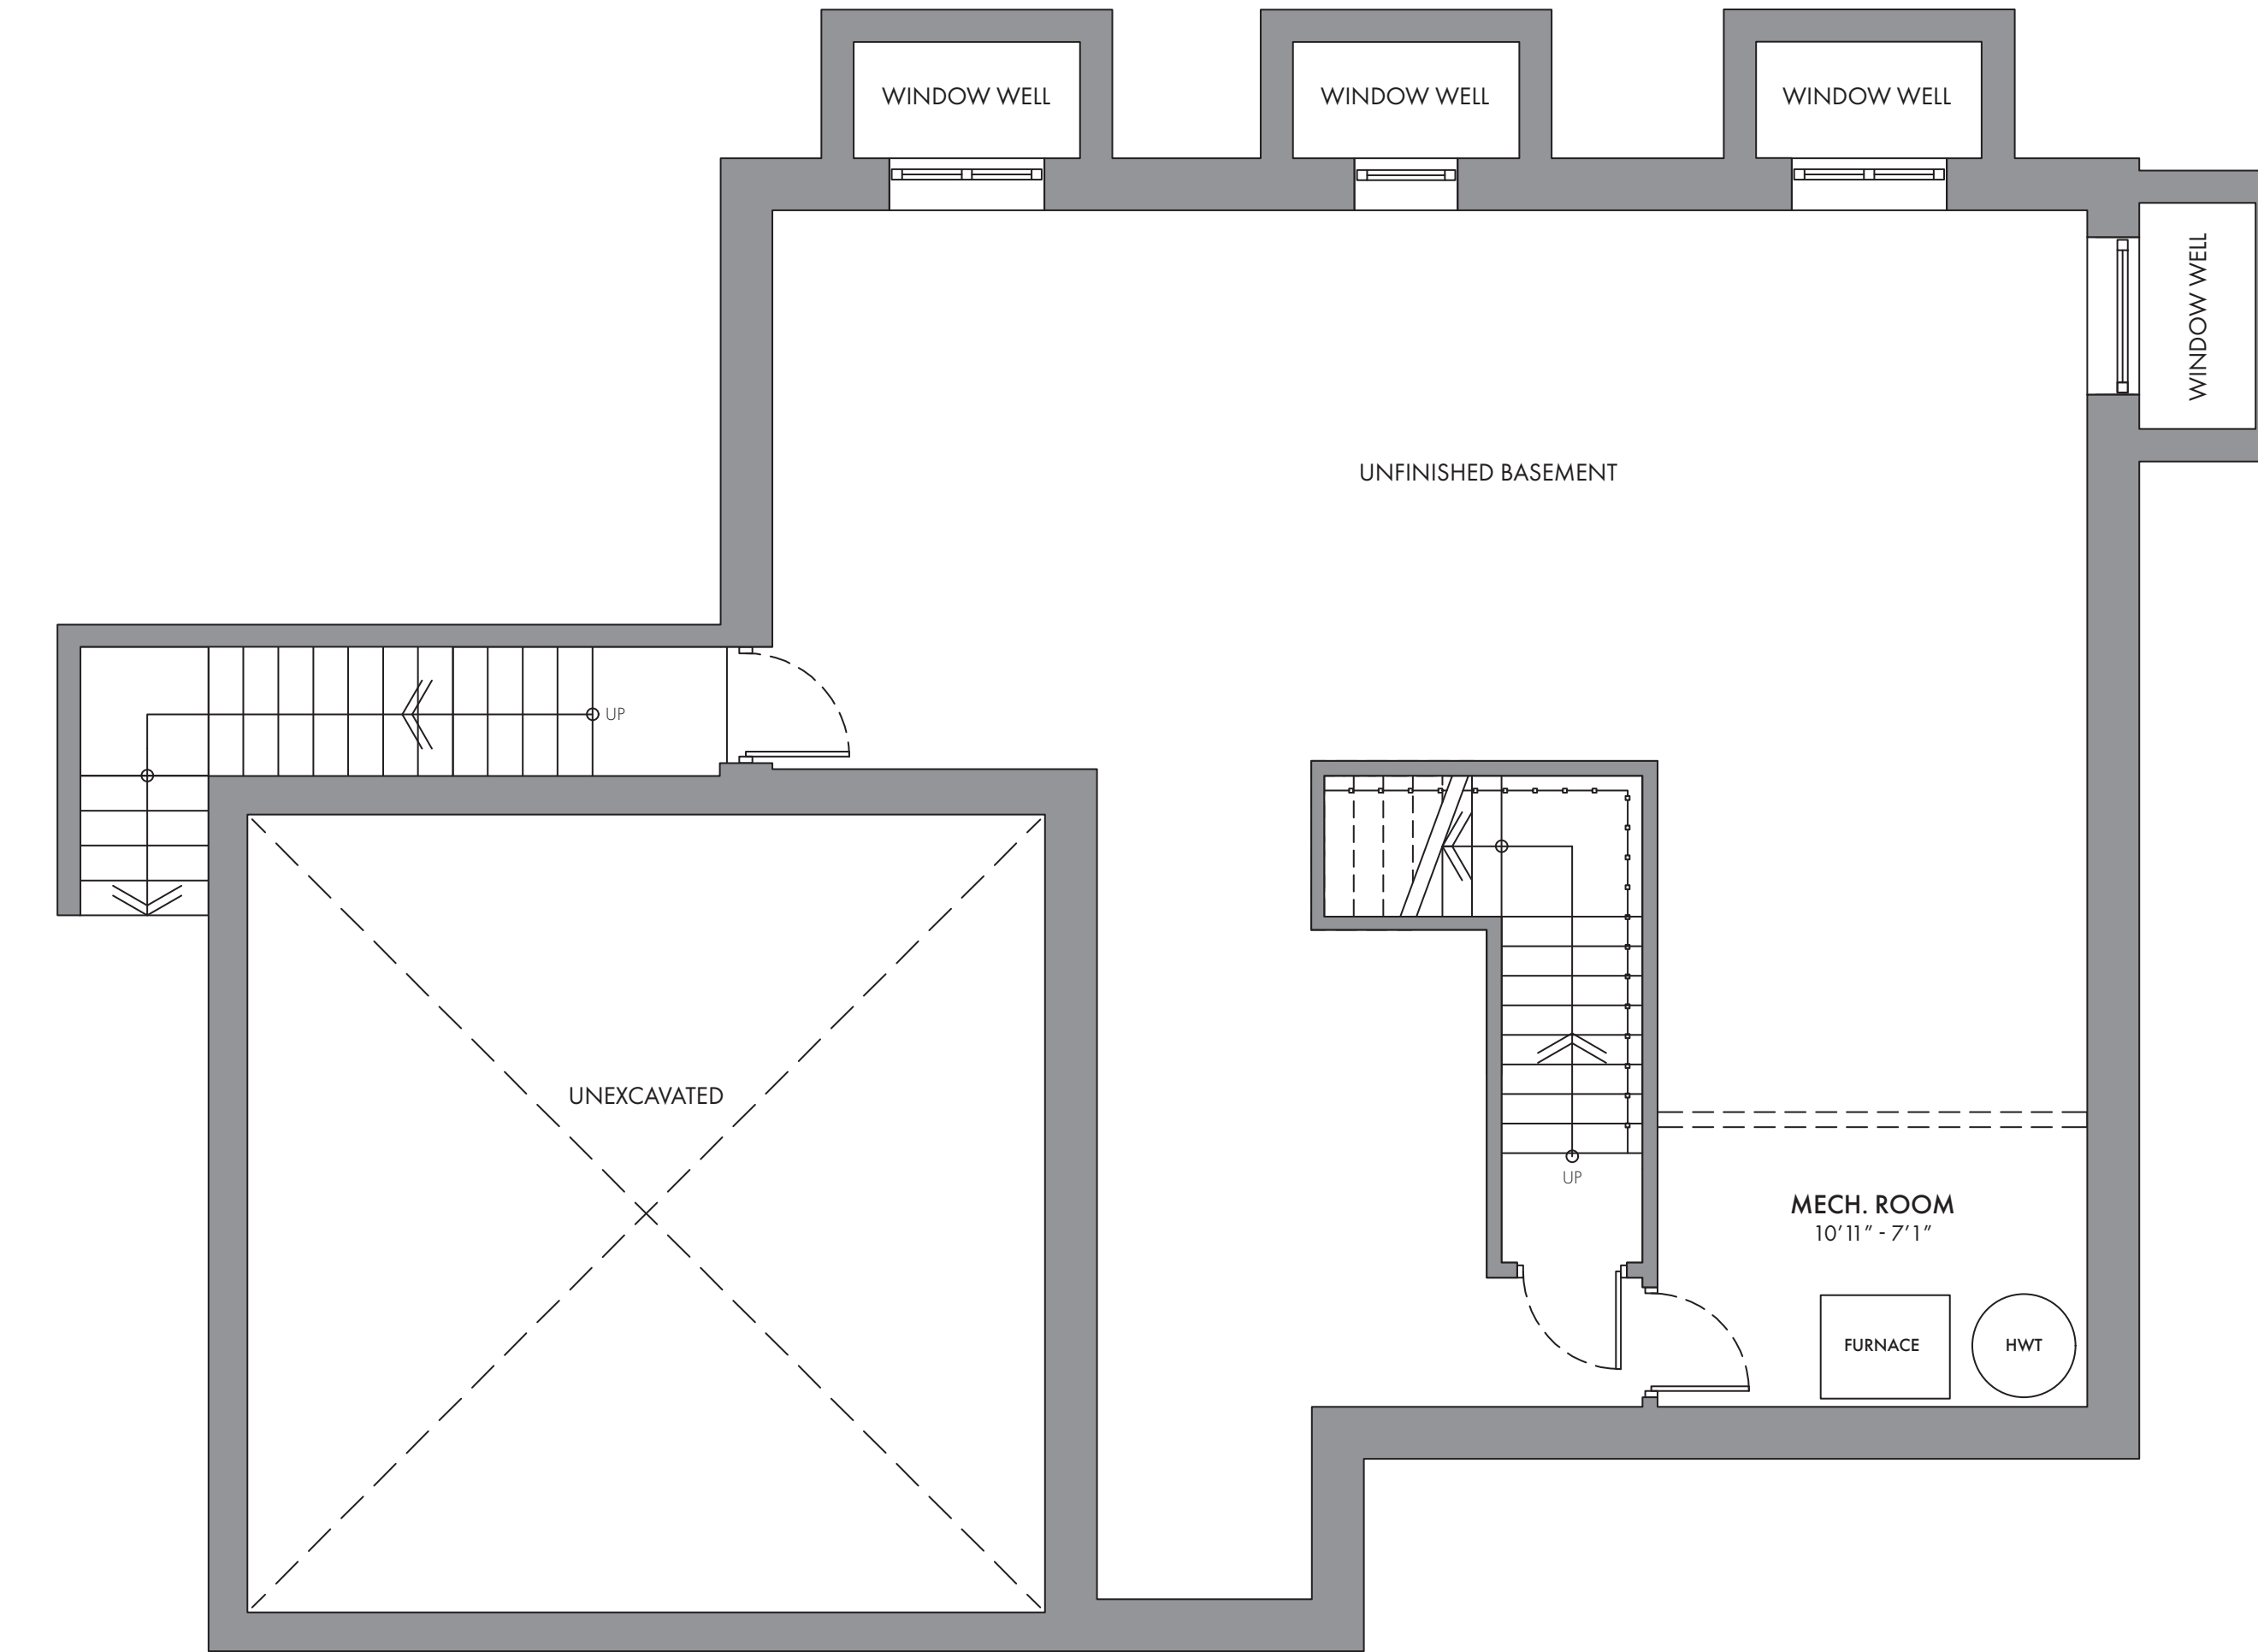 WINDOW WELL
WINDOW WELL
WINDOW WELL
WINDOW WELL
UNFINISHED BASEMENT
UP
UNEXCAVATED
UP
MECH. ROOM
10’11” - 7’1”
FURNACE
HWT